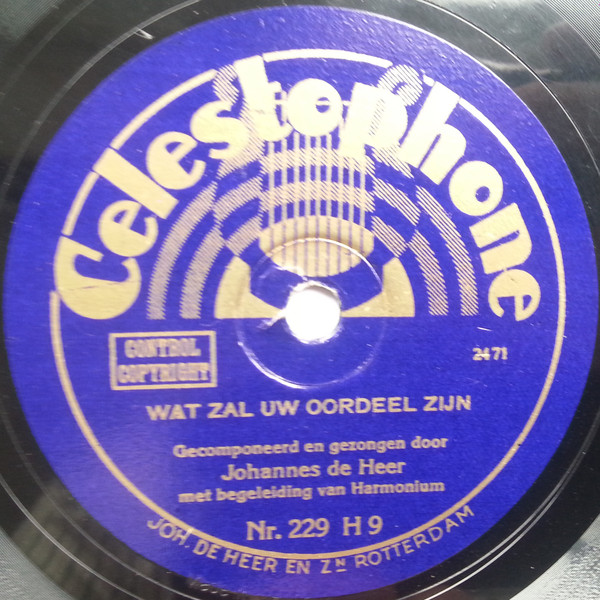 Celestophone
CONTROL
COPYRIGHT
2471
WAT ZAL UW OORDEEL ZIJN
Gecomponeerd en gezongen door
Johannes de Heer
met begeleiding van Harmonium
Nr. 229 H 9
JOH. DE HEER EN ZN ROTTERDAM